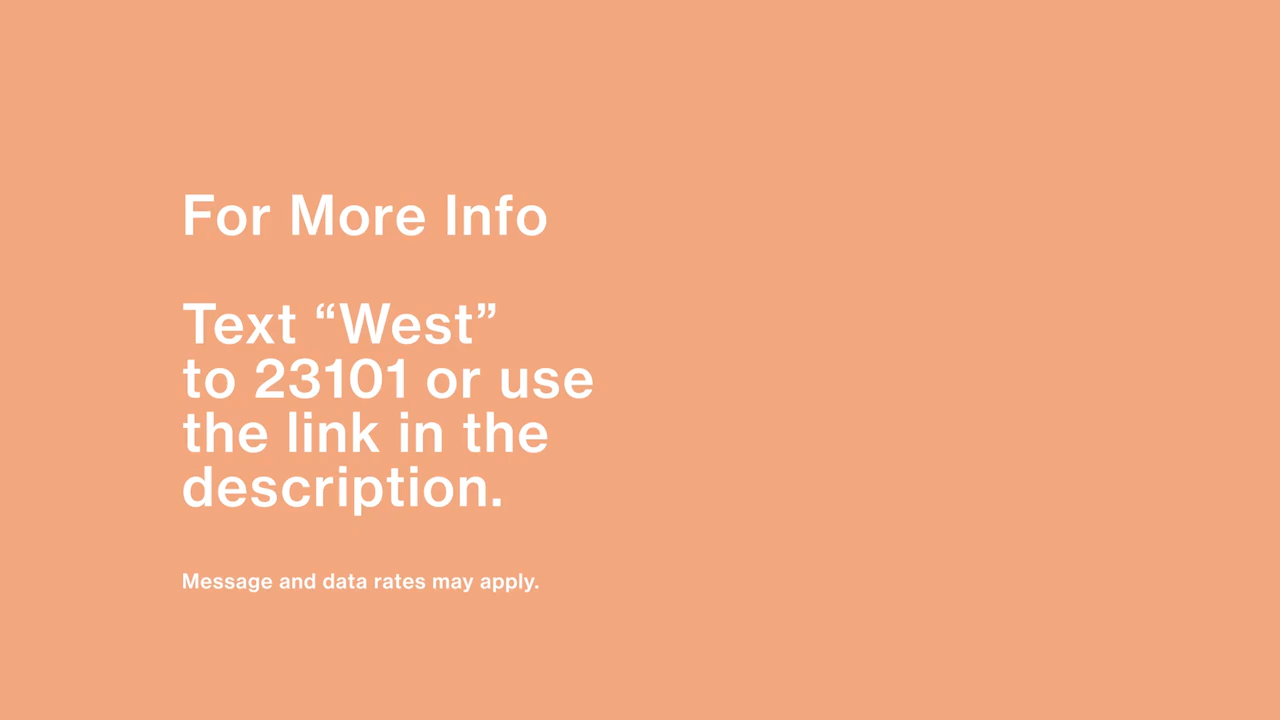 For More Info
Text “West”
to 23101 or use
the link in the
description.
Message and data rates may apply.